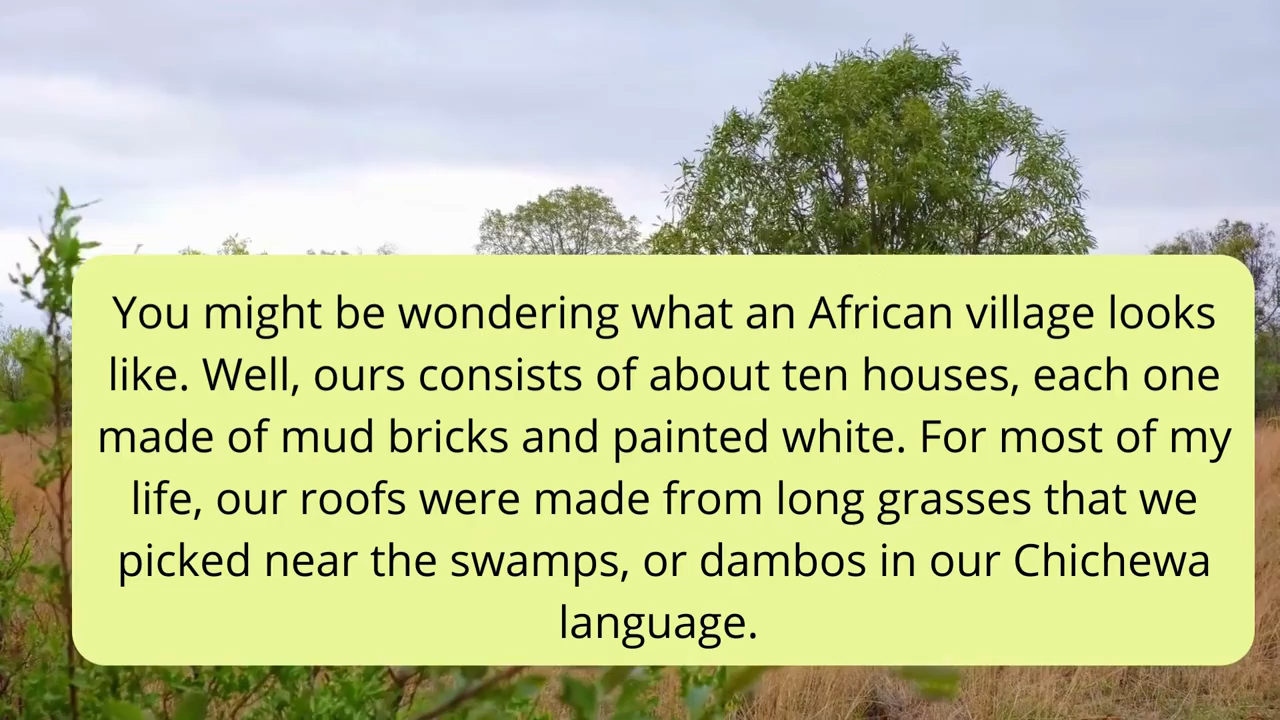 You might be wondering what an African village looks
like. Well, ours consists of about ten houses, each one
made of mud bricks and painted white. For most of my
life, our roofs were made from long grasses that we
picked near the swamps, or dambos in our Chichewa
language.